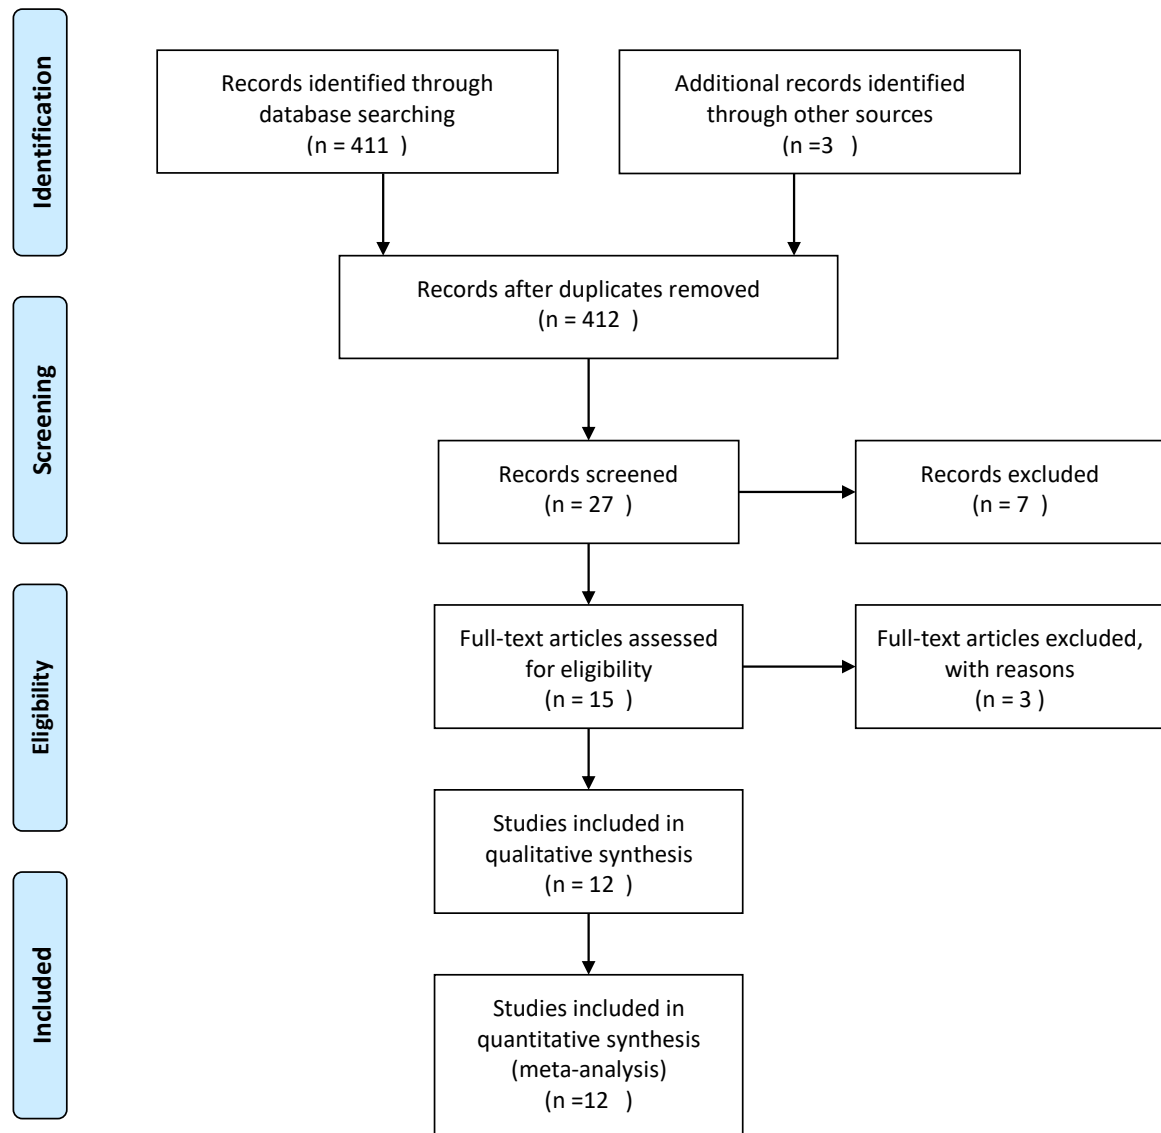 Identification
Records identified through
database searching
(n = 411  )
Additional records identified
through other sources
(n =3   )
Records after duplicates removed
(n = 412  )
Screening
Records screened
(n = 27  )
Records excluded
(n = 7   )
Eligibility
Full-text articles assessed
for eligibility
(n = 15  )
Full-text articles excluded,
with reasons
(n = 3 )
Studies included in
qualitative synthesis
(n = 12  )
Included
Studies included in
quantitative synthesis
(meta-analysis)
(n =12   )